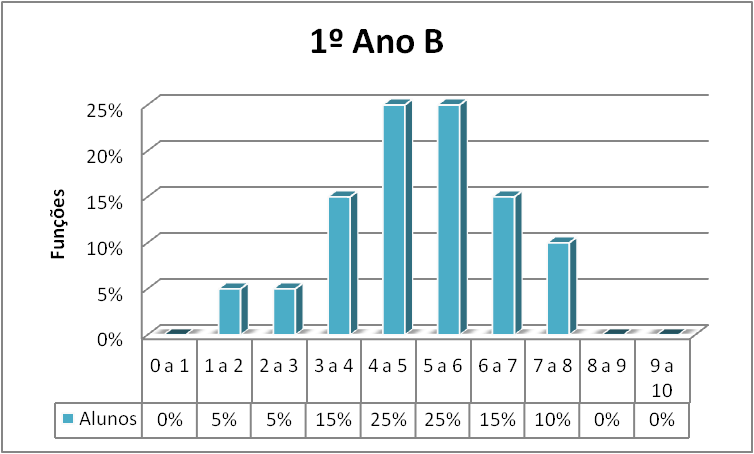 1º Ano B
25%
20%
15%
10%
5%
0%
Funções
0 a 1 1 a 2 2 a 3 3 a 4 4 a 5 5 a 6 6 a 7 7 a 8 8 a 9 9 a
10
Alunos 0% 5% 5% 15% 25% 25% 15% 10% 0% 0%